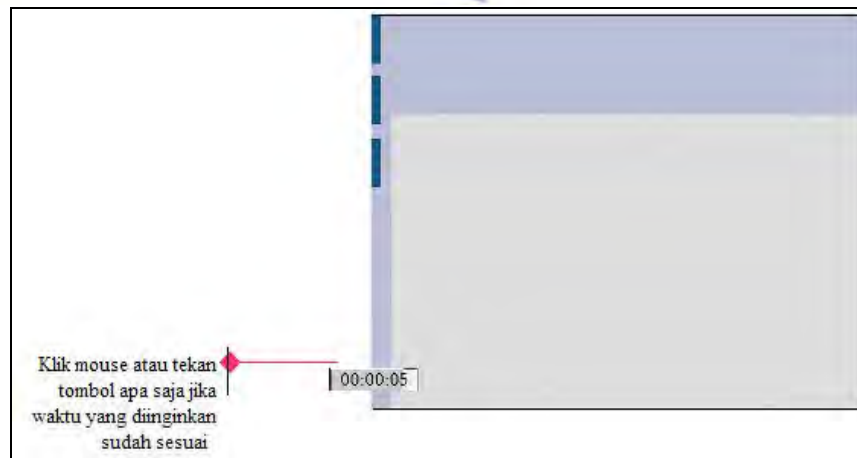 Klik mouse atau tekan
tombol apa saja jika
waktu yang diinginkan
sudah sesuai
00:00:05